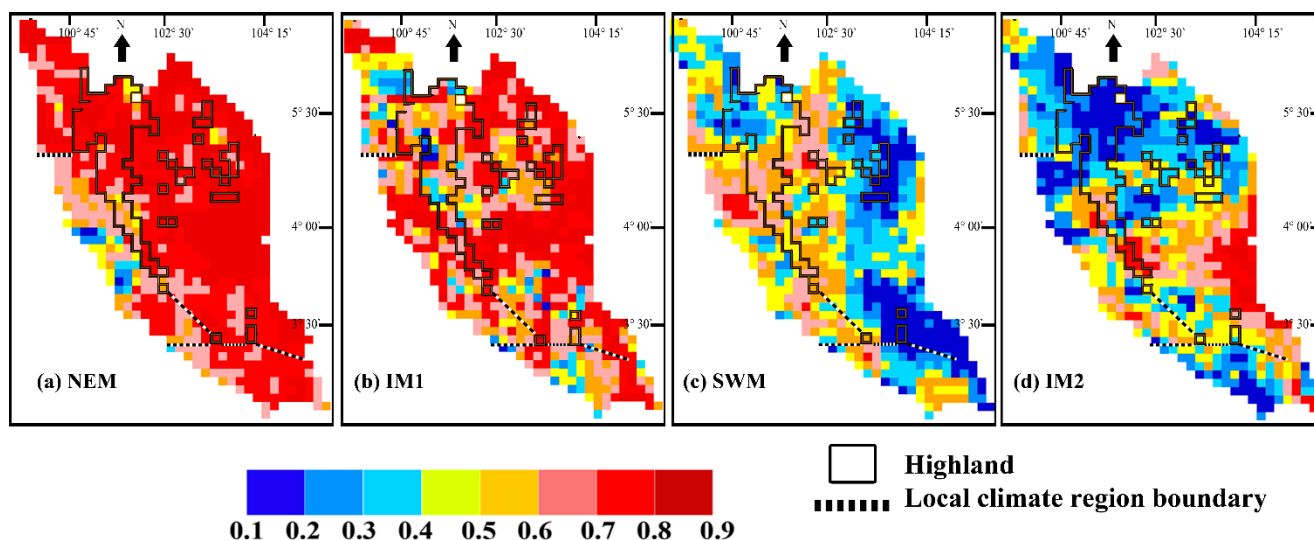 N N N N
100° 45' 102° 30' 104° 15' 100° 45' 102° 30' 104° 15' 100° 45' 102° 30' 104° 15' 100° 45' 102° 30' 104° 15'
5° 30' 5° 30' 5° 30' 5° 30'
4° 00' 4° 00' 4° 00' 4° 00'
3° 30' 3° 30' 3° 30' 3° 30'
(a) NEM (b) IM1 (c) SWM (d) IM2
Highland
Local climate region boundary
0.1 0.2 0.3 0.4 0.5 0.6 0.7 0.8 0.9